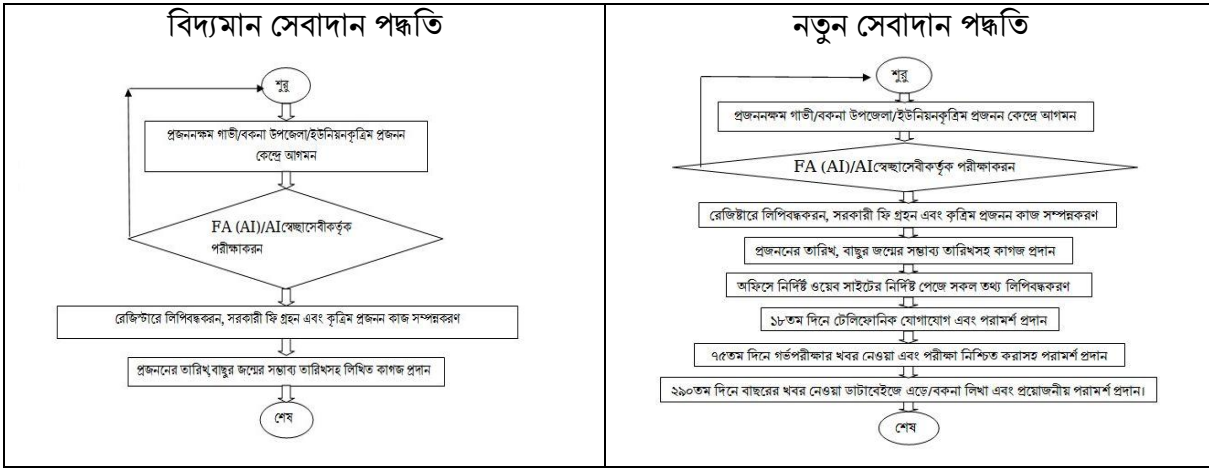 বিদ্যমান সেবাদান পদ্ধতি
শুরু
প্রজননক্ষম গাভী/বকনা উপজেলা/ইউনিয়নকৃত্রিম প্রজনন
কেন্দ্রে আগমন
FA (AI)/AIস্বেচ্ছাসেবীকর্তৃক
পরীক্ষাকরন
রেজিস্টারে লিপিবদ্ধকরন, সরকারী ফি গ্রহন এবং কৃত্রিম প্রজনন কাজ সম্পন্নকরণ
প্রজননের তারিখ,বাছুর জন্মের সম্ভাব্য তারিখসহ লিখিত কাগজ প্রদান
শেষ
নতুন সেবাদান পদ্ধতি
শুরু
প্রজননক্ষম গাভী/বকনা উপজেলা/ইউনিয়নকৃত্রিম প্রজনন কেন্দ্রে আগমন
FA (AI)/AIস্বেচ্ছাসেবীকর্তৃক পরীক্ষাকরন
রেজিষ্টারে লিপিবদ্ধকরন, সরকারী ফি গ্রহন এবং কৃত্রিম প্রজনন কাজ সম্পন্নকরণ
প্রজননের তারিখ, বাছুর জন্মের সম্ভাব্য তারিখসহ কাগজ প্রদান
অফিসে নির্দিষ্ট ওয়েব সাইটের নির্দিষ্ট পেজে সকল তথ্য লিপিবদ্ধকরণ
১৮তম দিনে টেলিফোনিক যোগাযোগ এবং পরামর্শ প্রদান
৭৫তম দিনে গর্ভপরীক্ষার খবর নেওয়া এবং পরীক্ষা নিশ্চিত করাসহ পরামর্শ প্রদান
২৯০তম দিনে বাছরের খবর নেওয়া ডাটাবেইজে এড়ে/বকনা লিখা এবং প্রয়োজনীয় পরামর্শ প্রদান।
শেষ